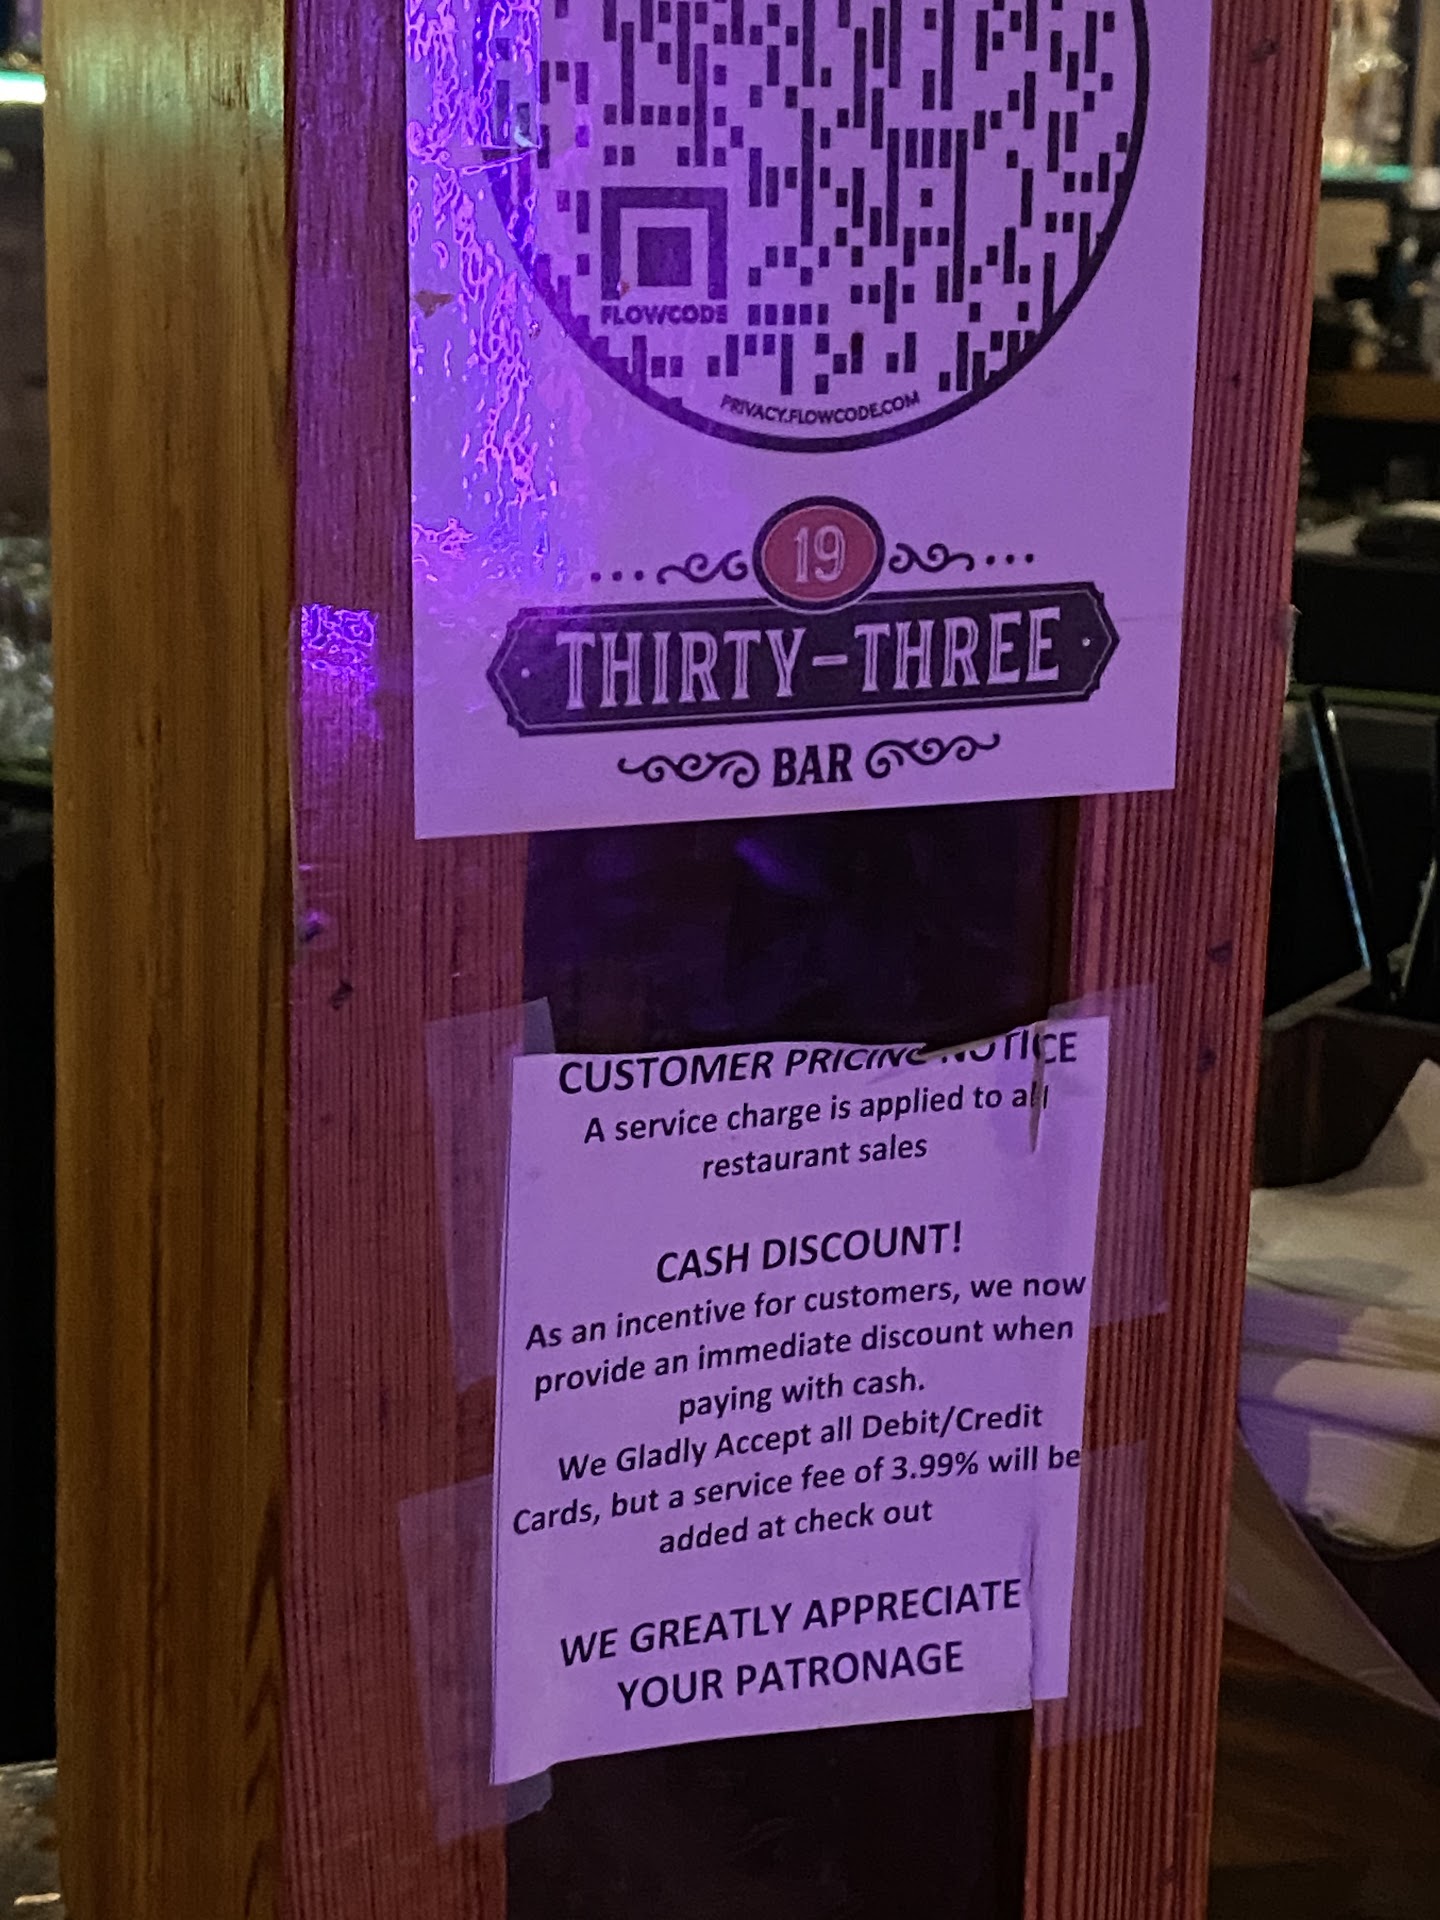 FLOWCODE
PRIVACY.FLOWCODE.COM
19
THIRTY-THREE
BAR
CUSTOMER PRICING NOTICE
A service charge is applied to all
restaurant sales
CASH DISCOUNT!
As an incentive for customers, we now
provide an immediate discount when
paying with cash.
We Gladly Accept all Debit/Credit
Cards, but a service fee of 3.99% will be
added at check out
WE GREATLY APPRECIATE
YOUR PATRONAGE